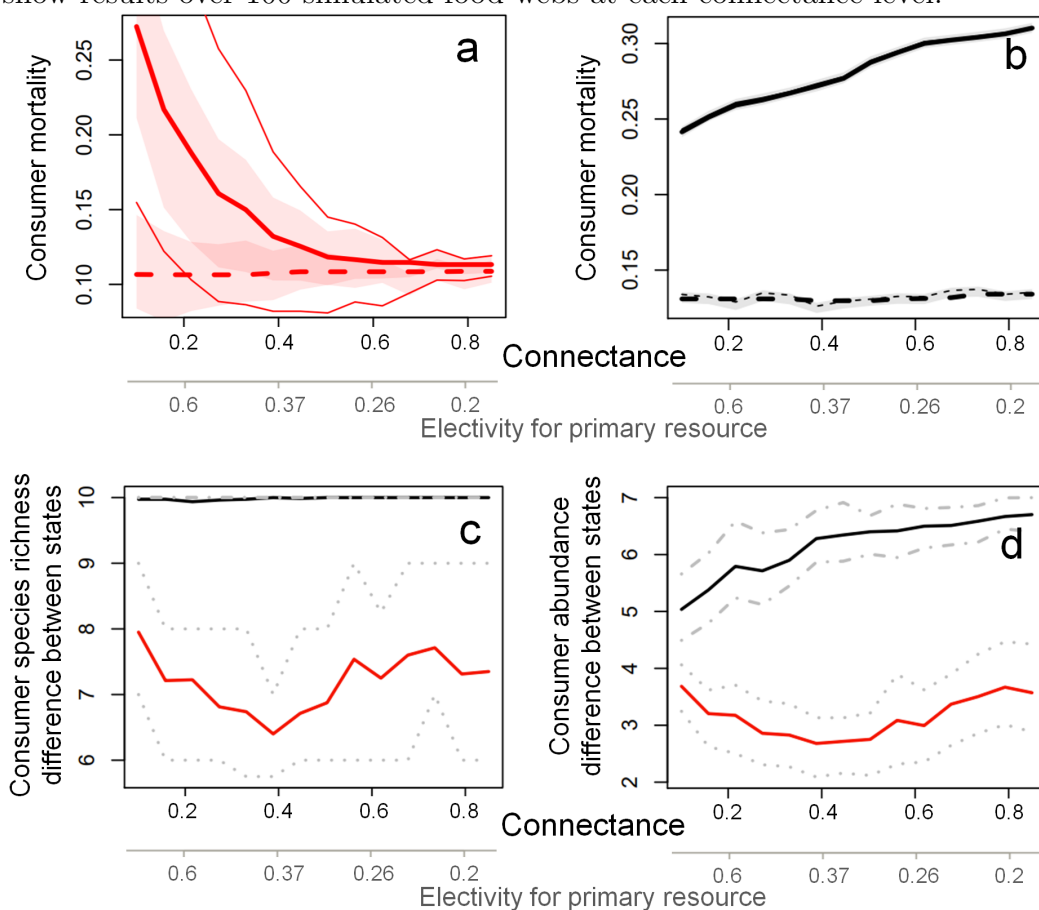 show results over 100 simulated food webs at each connectance level.
a
Consumer mortality
0.25
0.20
0.15
0.10
0.2 0.4 0.6 0.8
b
Consumer mortality
0.30
0.25
0.20
0.15
0.2 0.4 0.6 0.8
Connectance
0.6 0.37 0.26 0.2
0.6 0.37 0.26 0.2
Electivity for primary resource
c
Consumer species richness
difference between states
10
9
8
7
6
0.2 0.4 0.6 0.8
d
Consumer abundance
difference between states
7
6
5
4
3
2
0.2 0.4 0.6 0.8
Connectance
0.6 0.37 0.26 0.2
0.6 0.37 0.26 0.2
Electivity for primary resource